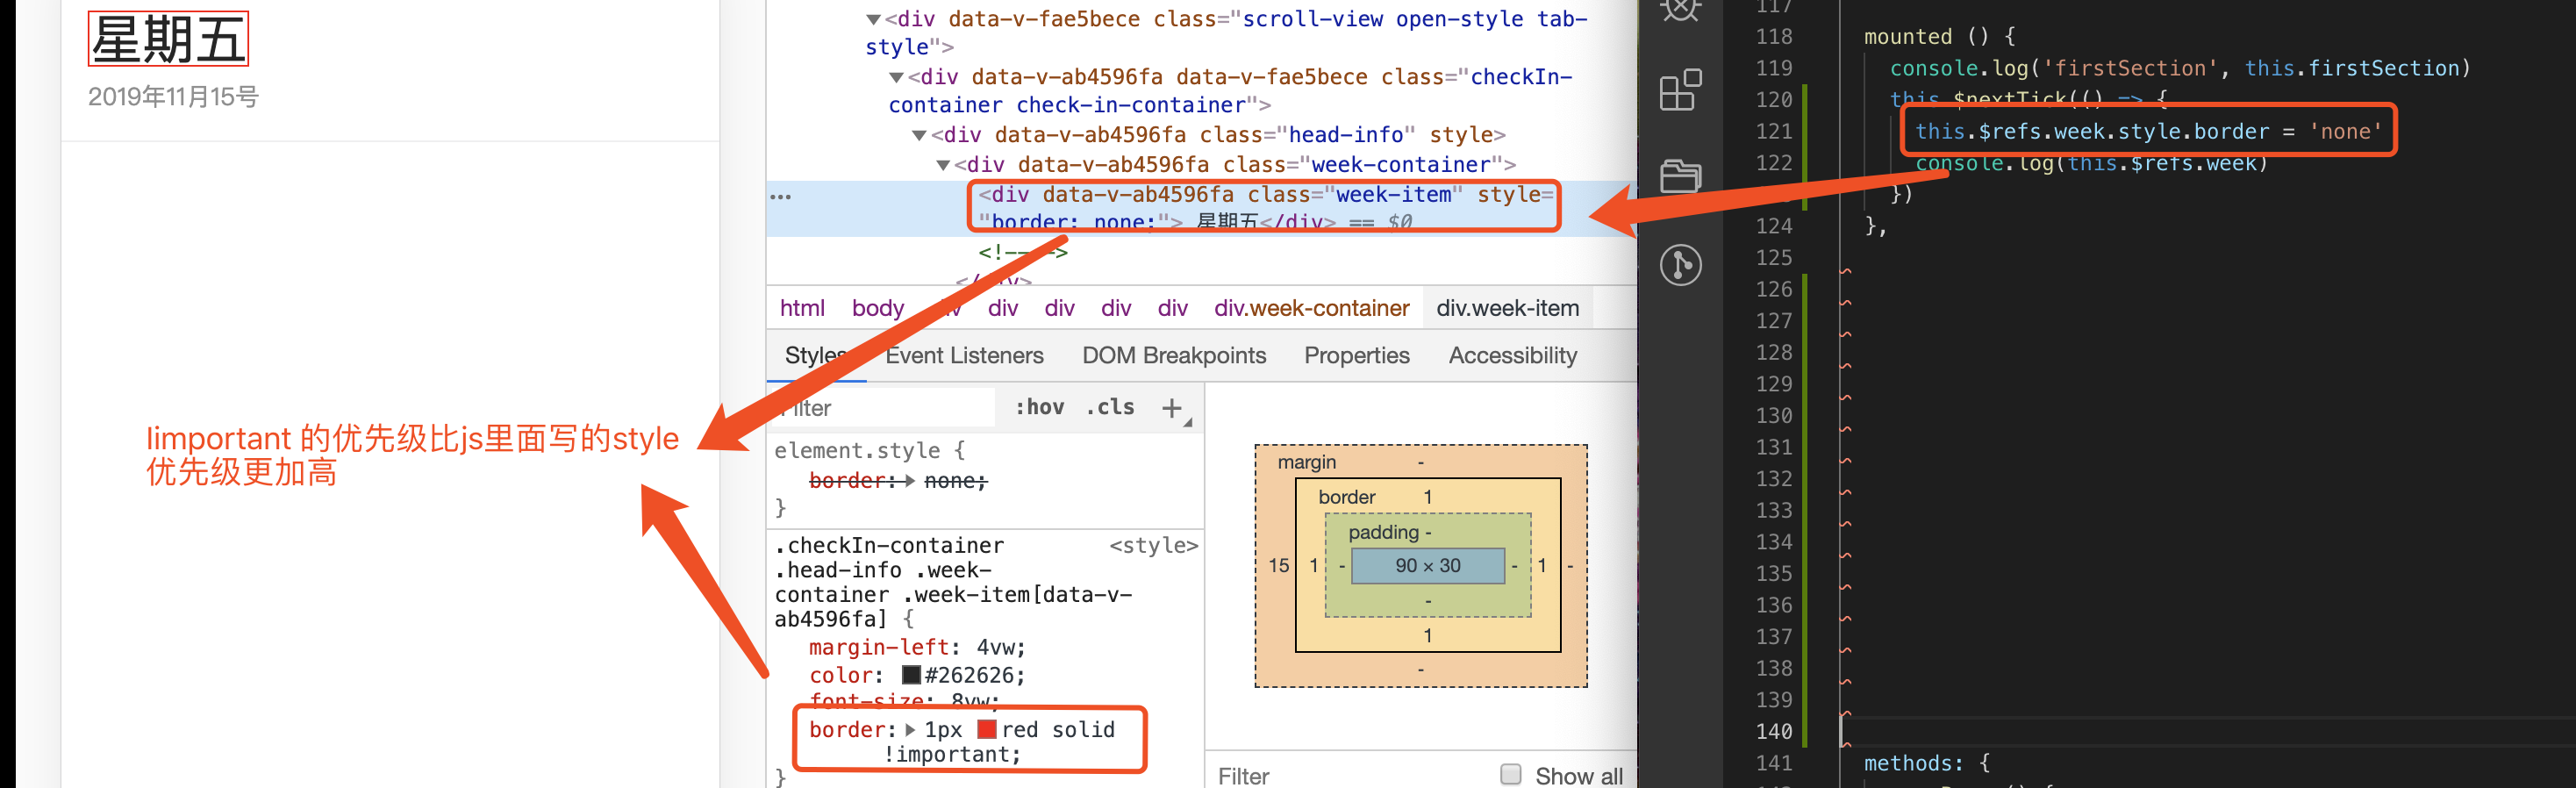 星期五
2019年11月15号
Iimportant 的优先级比js里面写的style
优先级更加高
▼<div data-v-fae5bece class="scroll-view open-style tab-
style">
▼<div data-v-ab4596fa data-v-fae5bece class="checkIn-
container check-in-container">
▼<div data-v-ab4596fa class="head-info" style>
▼<div data-v-ab4596fa class="week-container">
<div data-v-ab4596fa class="week-item" style=
"border: none;"> 星期五</div> == $0
<!---->
</div>
html body div div div div div div.week-container div.week-item
Styles Event Listeners DOM Breakpoints Properties Accessibility
Filter :hov .cls +
element.style {
border:▶ none;
}
.checkIn-container <style>
.head-info .week-
container .week-item[data-v-
ab4596fa] {
margin-left: 4vw;
color: #262626;
font-size: 8vw;
border:▶ 1px red solid
!important;
}
margin -
border 1
padding -
15 1 - 90 × 30 - 1 -
-
1
-
Filter Show all
117
118 mounted () {
119 console.log('firstSection', this.firstSection)
120 this.$nextTick(() => {
121 this.$refs.week.style.border = 'none'
122 console.log(this.$refs.week)
})
124 },
125
126
127
128
129
130
131
132
133
134
135
136
137
138
139
140
141 methods: {